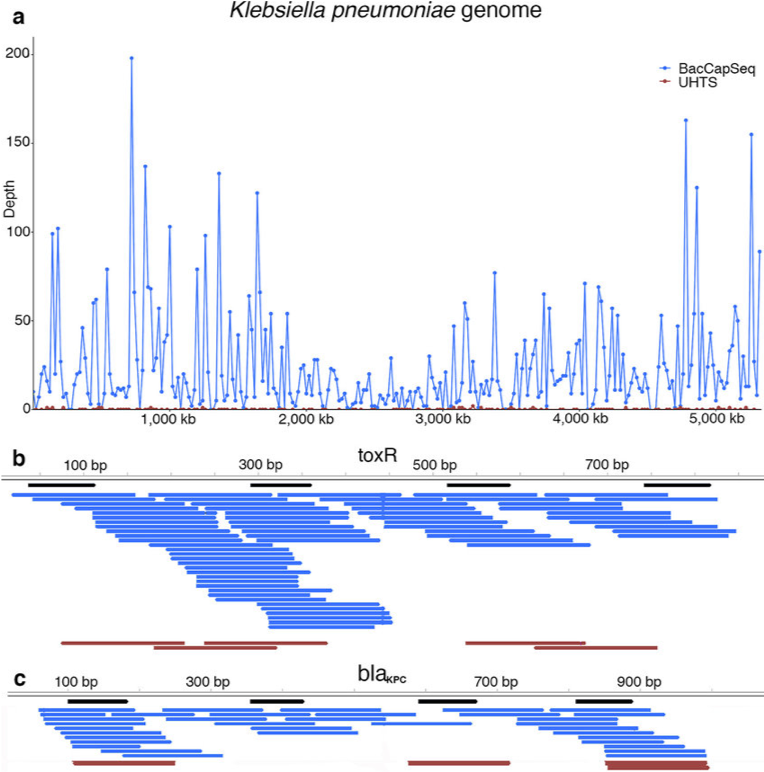 a
Klebsiella pneumoniae genome
200
150
100
50
0
Depth
BacCapSeq
UHTS
1,000 kb
2,000 kb
3,000 kb
4,000 kb
5,000 kb
b
toxR
100 bp
300 bp
500 bp
700 bp
c
bla KPC
100 bp
300 bp
700 bp
900 bp